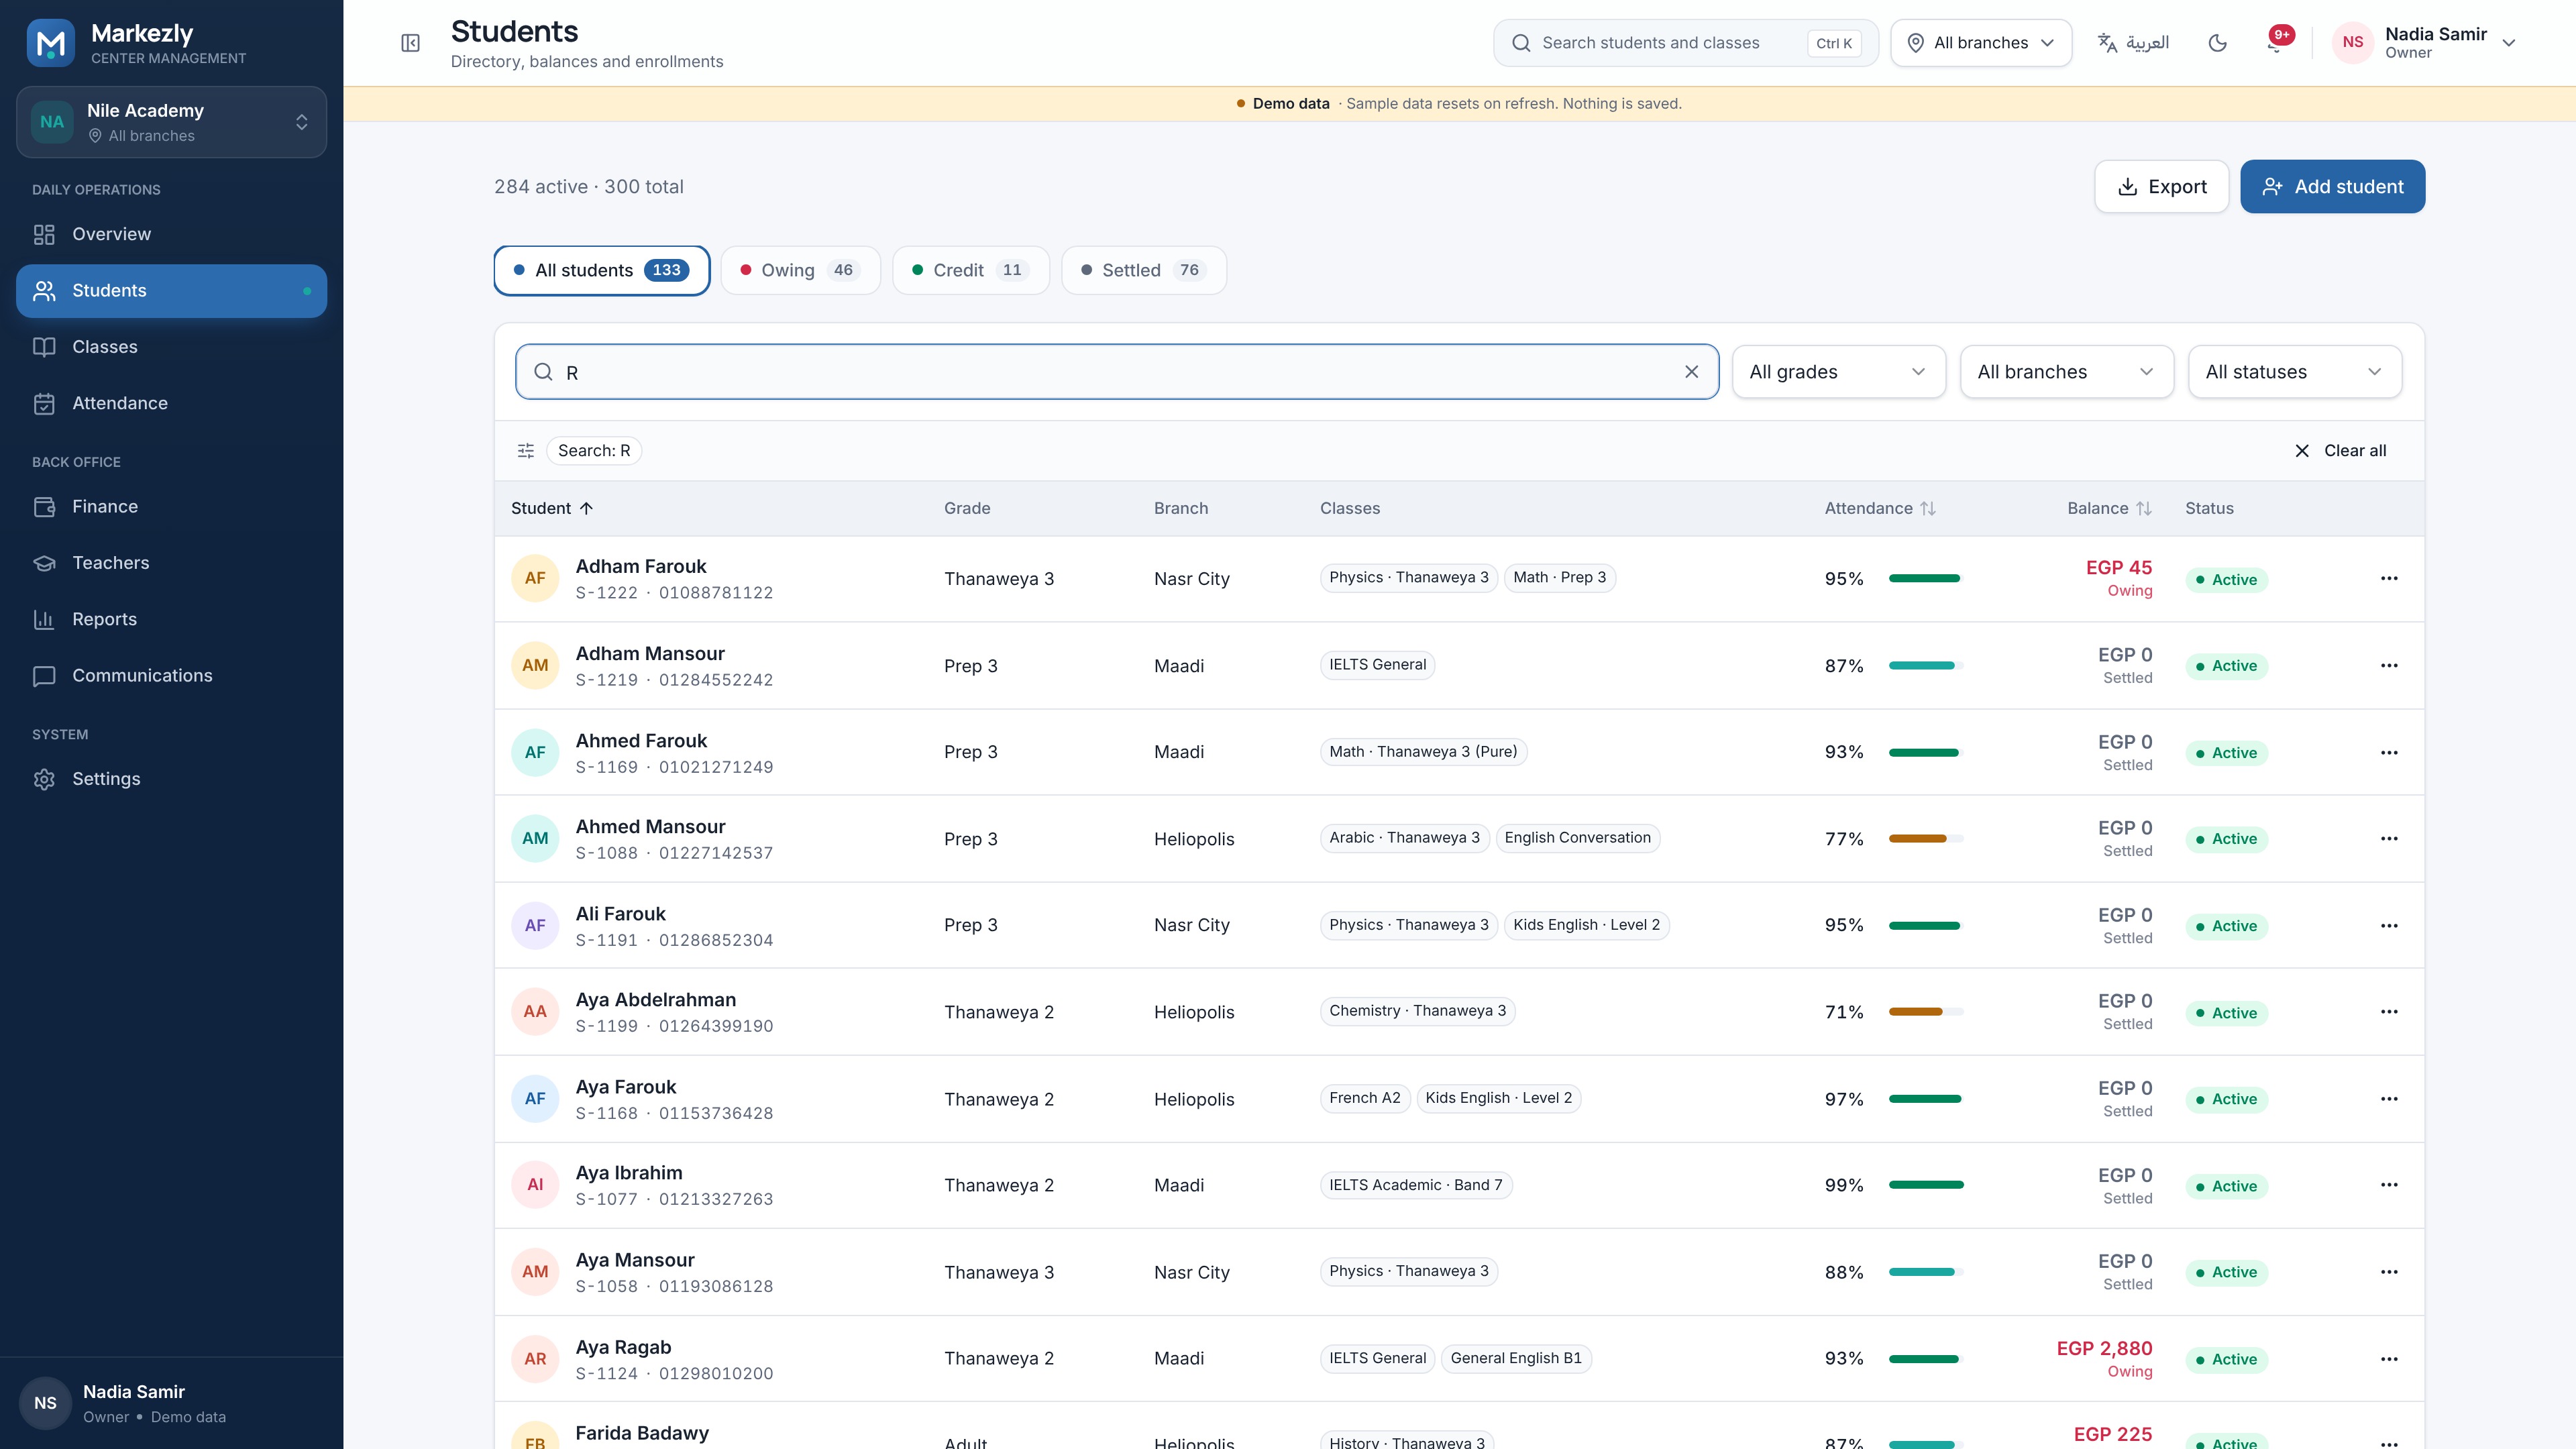 Markezly
CENTER MANAGEMENT
NA
Nile Academy
All branches
DAILY OPERATIONS
Overview
Students
Classes
Attendance
BACK OFFICE
Finance
Teachers
Reports
Communications
SYSTEM
Settings
NS
Nadia Samir
Owner • Demo data
Students
Directory, balances and enrollments
Search students and classes Ctrl K
All branches
العربية
9+
NS
Nadia Samir
Owner
Demo data · Sample data resets on refresh. Nothing is saved.
284 active · 300 total
Export
Add student
All students 133
Owing 46
Credit 11
Settled 76
R
All grades
All branches
All statuses
Search: R
Clear all
Student Grade Branch Classes Attendance Balance Status
AF Adham Farouk Thanaweya 3 Nasr City Physics · Thanaweya 3 Math · Prep 3 95% EGP 45 Active
S-1222 · 01088781122 Owing
AM Adham Mansour Prep 3 Maadi IELTS General 87% EGP 0 Active
S-1219 · 01284552242 Settled
AF Ahmed Farouk Prep 3 Maadi Math · Thanaweya 3 (Pure) 93% EGP 0 Active
S-1169 · 01021271249 Settled
AM Ahmed Mansour Prep 3 Heliopolis Arabic · Thanaweya 3 English Conversation 77% EGP 0 Active
S-1088 · 01227142537 Settled
AF Ali Farouk Prep 3 Nasr City Physics · Thanaweya 3 Kids English · Level 2 95% EGP 0 Active
S-1191 · 01286852304 Settled
AA Aya Abdelrahman Thanaweya 2 Heliopolis Chemistry · Thanaweya 3 71% EGP 0 Active
S-1199 · 01264399190 Settled
AF Aya Farouk Thanaweya 2 Heliopolis French A2 Kids English · Level 2 97% EGP 0 Active
S-1168 · 01153736428 Settled
AI Aya Ibrahim Thanaweya 2 Maadi IELTS Academic · Band 7 99% EGP 0 Active
S-1077 · 01213327263 Settled
AM Aya Mansour Thanaweya 3 Nasr City Physics · Thanaweya 3 88% EGP 0 Active
S-1058 · 01193086128 Settled
AR Aya Ragab Thanaweya 2 Maadi IELTS General General English B1 93% EGP 2,880 Active
S-1124 · 01298010200 Owing
FB Farida Badawy Adult Heliopolis History · Thanaweya 3 87% EGP 225 Active